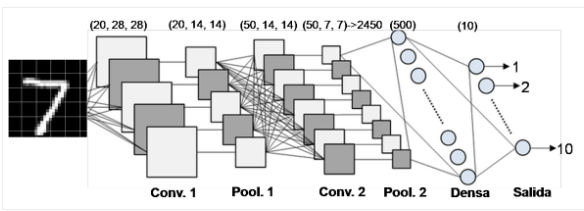 (20, 28, 28) (20, 14, 14) (50, 14, 14) (50, 7, 7)->2450 (500) (10)
1
2
10
Conv. 1 Pool. 1 Conv. 2 Pool. 2 Densa Salida